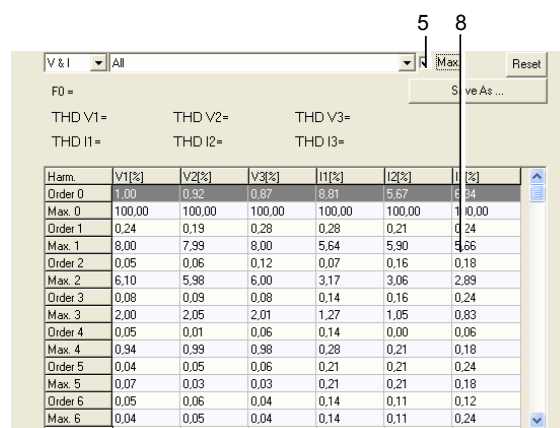 5 8
V & I All Max. Reset
F0 = Save As ...
THD V1= THD V2= THD V3=
THD I1= THD I2= THD I3=
Harm. V1[%] V2[%] V3[%] I1[%] I2[%] I3[%]
Order 0 1,00 0,92 0,87 8,81 5,67 6,34
Max. 0 100,00 100,00 100,00 100,00 100,00 100,00
Order 1 0,24 0,19 0,28 0,28 0,21 0,24
Max. 1 8,00 7,99 8,00 5,64 5,90 5,66
Order 2 0,05 0,06 0,12 0,07 0,16 0,18
Max. 2 6,10 5,98 6,00 3,17 3,06 2,89
Order 3 0,08 0,09 0,08 0,14 0,16 0,24
Max. 3 2,00 2,05 2,01 1,27 1,05 0,83
Order 4 0,05 0,01 0,06 0,14 0,00 0,06
Max. 4 0,94 0,99 0,98 0,28 0,21 0,18
Order 5 0,04 0,05 0,06 0,21 0,21 0,24
Max. 5 0,07 0,03 0,03 0,21 0,21 0,18
Order 6 0,05 0,06 0,04 0,14 0,11 0,12
Max. 6 0,04 0,05 0,04 0,14 0,11 0,24